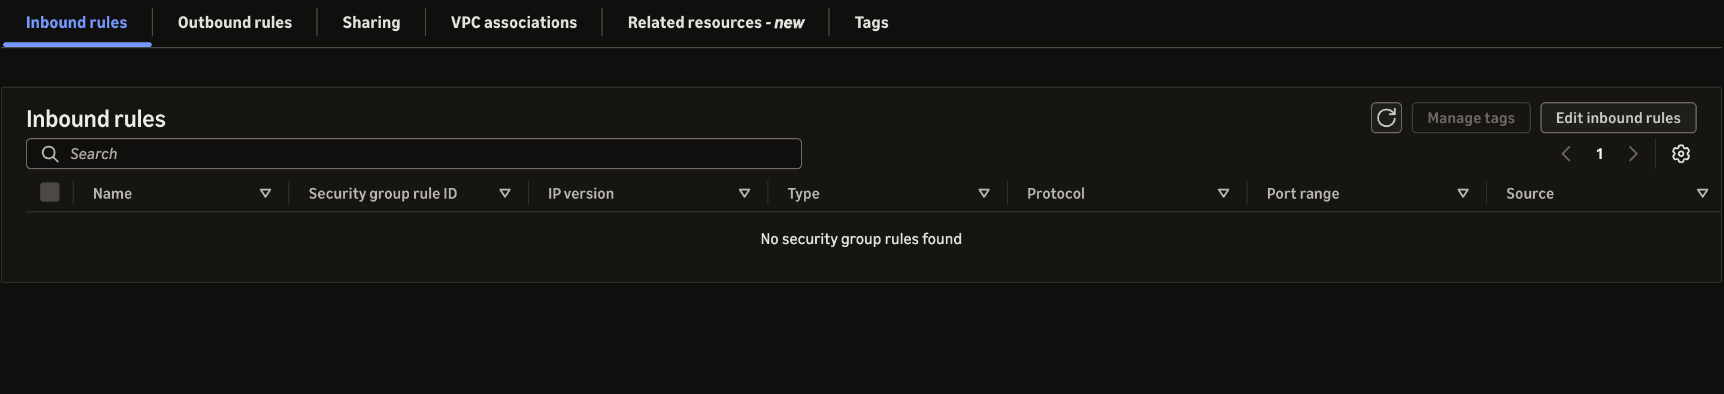 Inbound rules Outbound rules Sharing VPC associations Related resources - new Tags
Inbound rules Manage tags Edit inbound rules
Search 1
Name Security group rule ID IP version Type Protocol Port range Source
No security group rules found